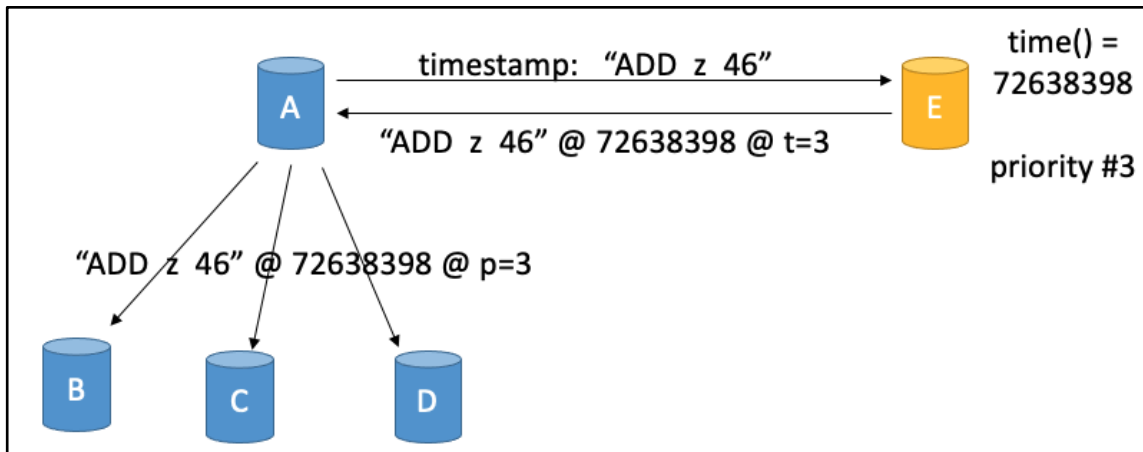 time() =
72638398
timestamp: “ADD z 46”
A
E
“ADD z 46” @ 72638398 @ t=3
priority #3
“ADD z 46” @ 72638398 @ p=3
B
C
D